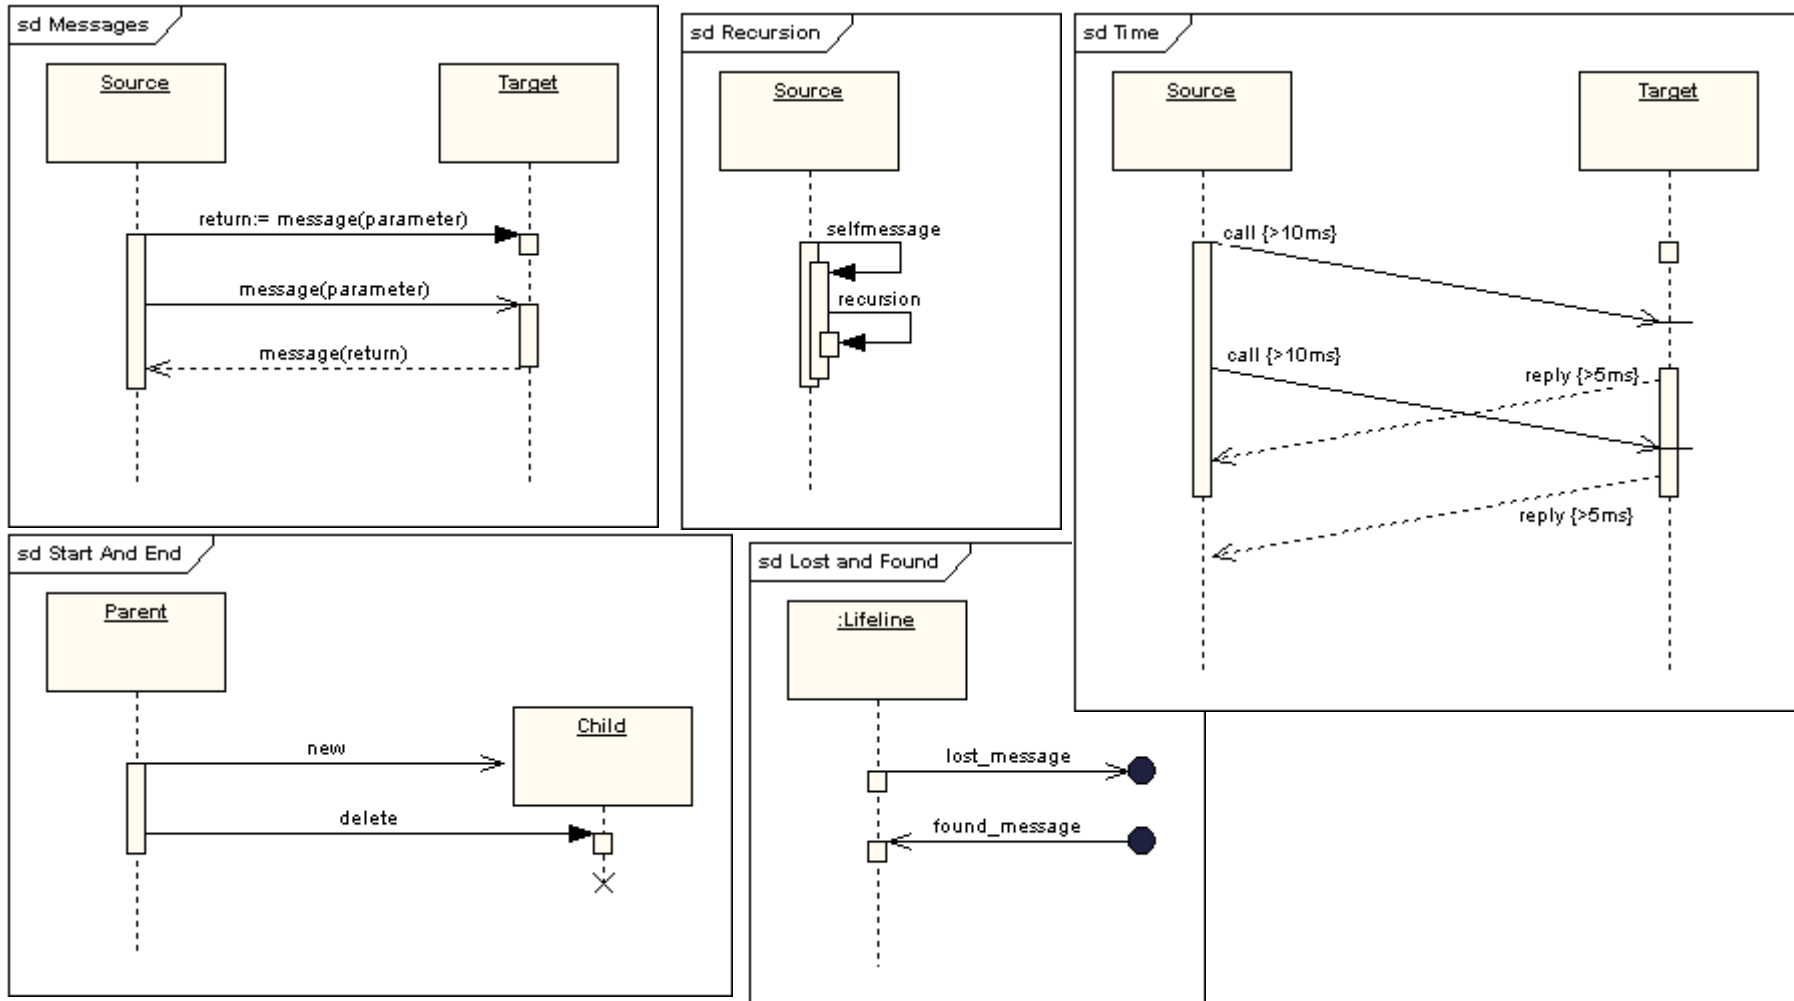 sd Messages
Source
Target
return:= message(parameter)
message(parameter)
message(return)
sd Recursion
Source
selfmessage
recursion
sd Time
Source
Target
call {>10ms}
call {>10ms}
reply {>5ms}
reply {>5ms}
sd Start And End
Parent
Child
new
delete
sd Lost and Found
:Lifeline
lost_message
found_message